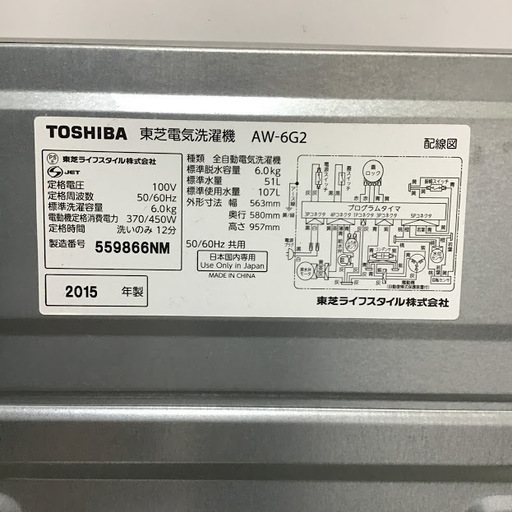 TOSHIBA 東芝電気洗濯機 AW-6G2 配線図
東芝ライフスタイル株式会社
JET
定格電圧 100V
定格周波数 50/60Hz
標準洗濯容量 6.0kg
電動機定格消費電力 370/450W
定格時間 洗いのみ 12分
製造番号 559866NM
2015 年製
種類 全自動電気洗濯機
標準脱水容量 6.0kg
標準水量 51L
標準使用水量 107L
外形寸法 幅 563mm
奥行 580mm
高さ 957mm
50/60Hz 共用
日本国内専用
Use Only in Japan
MADE IN CHINA
蓋
ロック
プログラムタイマ
東芝ライフスタイル株式会社